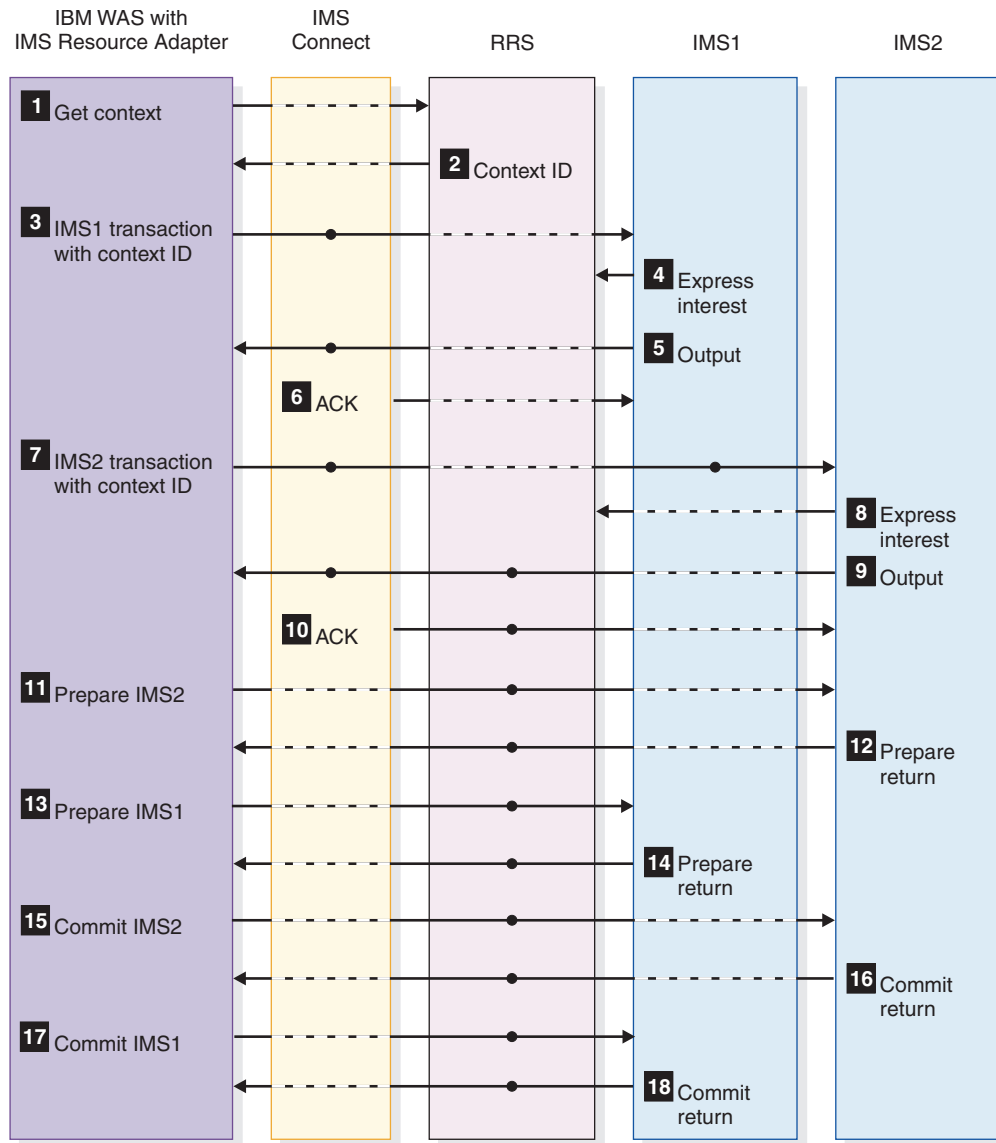 IBM WAS with
IMS Resource Adapter
IMS
Connect
RRS
IMS1
IMS2
1 Get context
2 Context ID
3 IMS1 transaction
with context ID
4 Express
interest
5 Output
6 ACK
7 IMS2 transaction
with context ID
8 Express
interest
9 Output
10 ACK
11 Prepare IMS2
12 Prepare
return
13 Prepare IMS1
14 Prepare
return
15 Commit IMS2
16 Commit
return
17 Commit IMS1
18 Commit
return